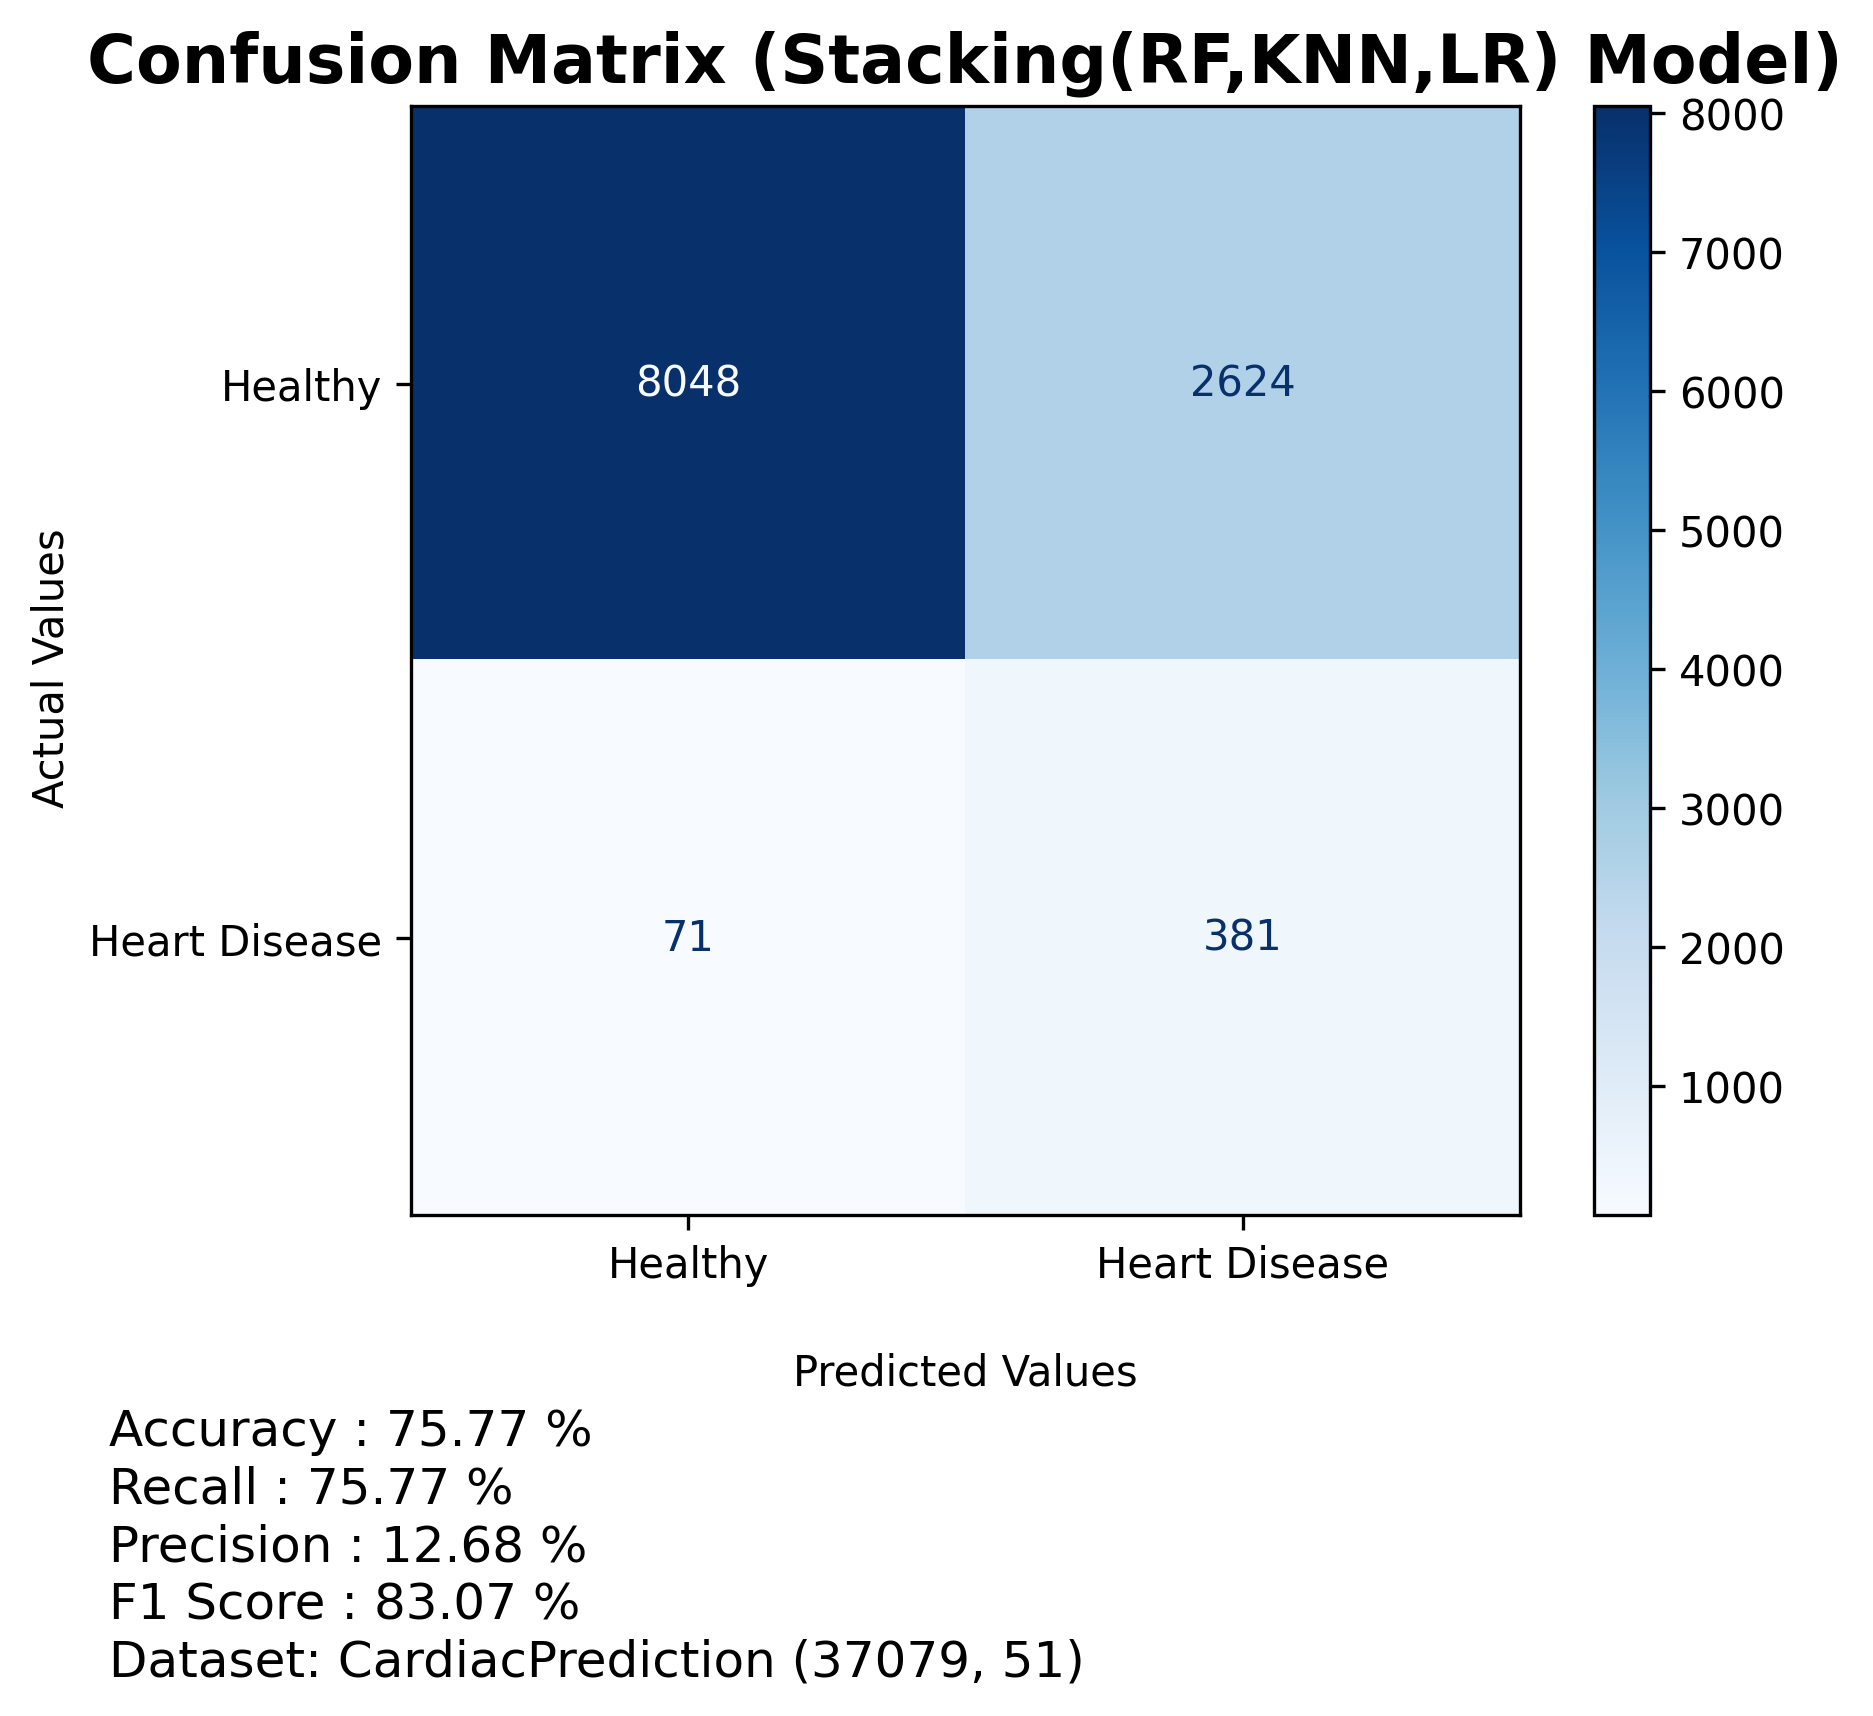 Confusion Matrix (Stacking(RF,KNN,LR) Model)
8000
7000
6000
5000
4000
3000
2000
1000
Actual Values
Healthy
8048
2624
Heart Disease
71
381
Healthy
Heart Disease
Predicted Values
Accuracy : 75.77 %
Recall : 75.77 %
Precision : 12.68 %
F1 Score : 83.07 %
Dataset: CardiacPrediction (37079, 51)